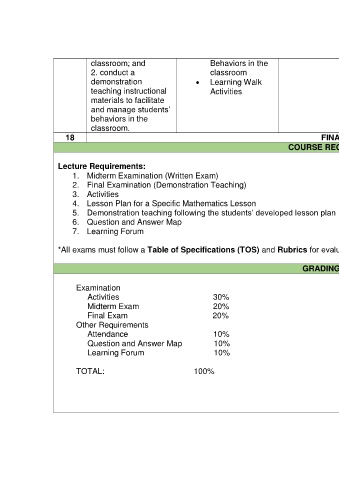 classroom; and
2. conduct a
demonstration
teaching instructional
materials to facilitate
and manage students'
behaviors in the
classroom.
Behaviors in the
classroom
• Learning Walk
Activities
18 FINA
COURSE REQ
Lecture Requirements:
1. Midterm Examination (Written Exam)
2. Final Examination (Demonstration Teaching)
3. Activities
4. Lesson Plan for a Specific Mathematics Lesson
5. Demonstration teaching following the students' developed lesson plan
6. Question and Answer Map
7. Learning Forum
*All exams must follow a Table of Specifications (TOS) and Rubrics for evalu
GRADING
Examination
Activities 30%
Midterm Exam 20%
Final Exam 20%
Other Requirements
Attendance 10%
Question and Answer Map 10%
Learning Forum 10%
TOTAL: 100%